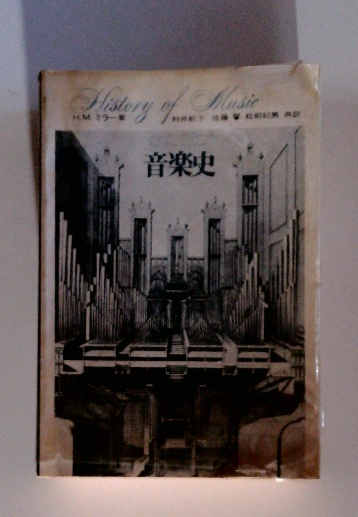 History of Music
H.M. ミラー著 村井範子 佐藤馨 松前紀男 共訳
音楽史